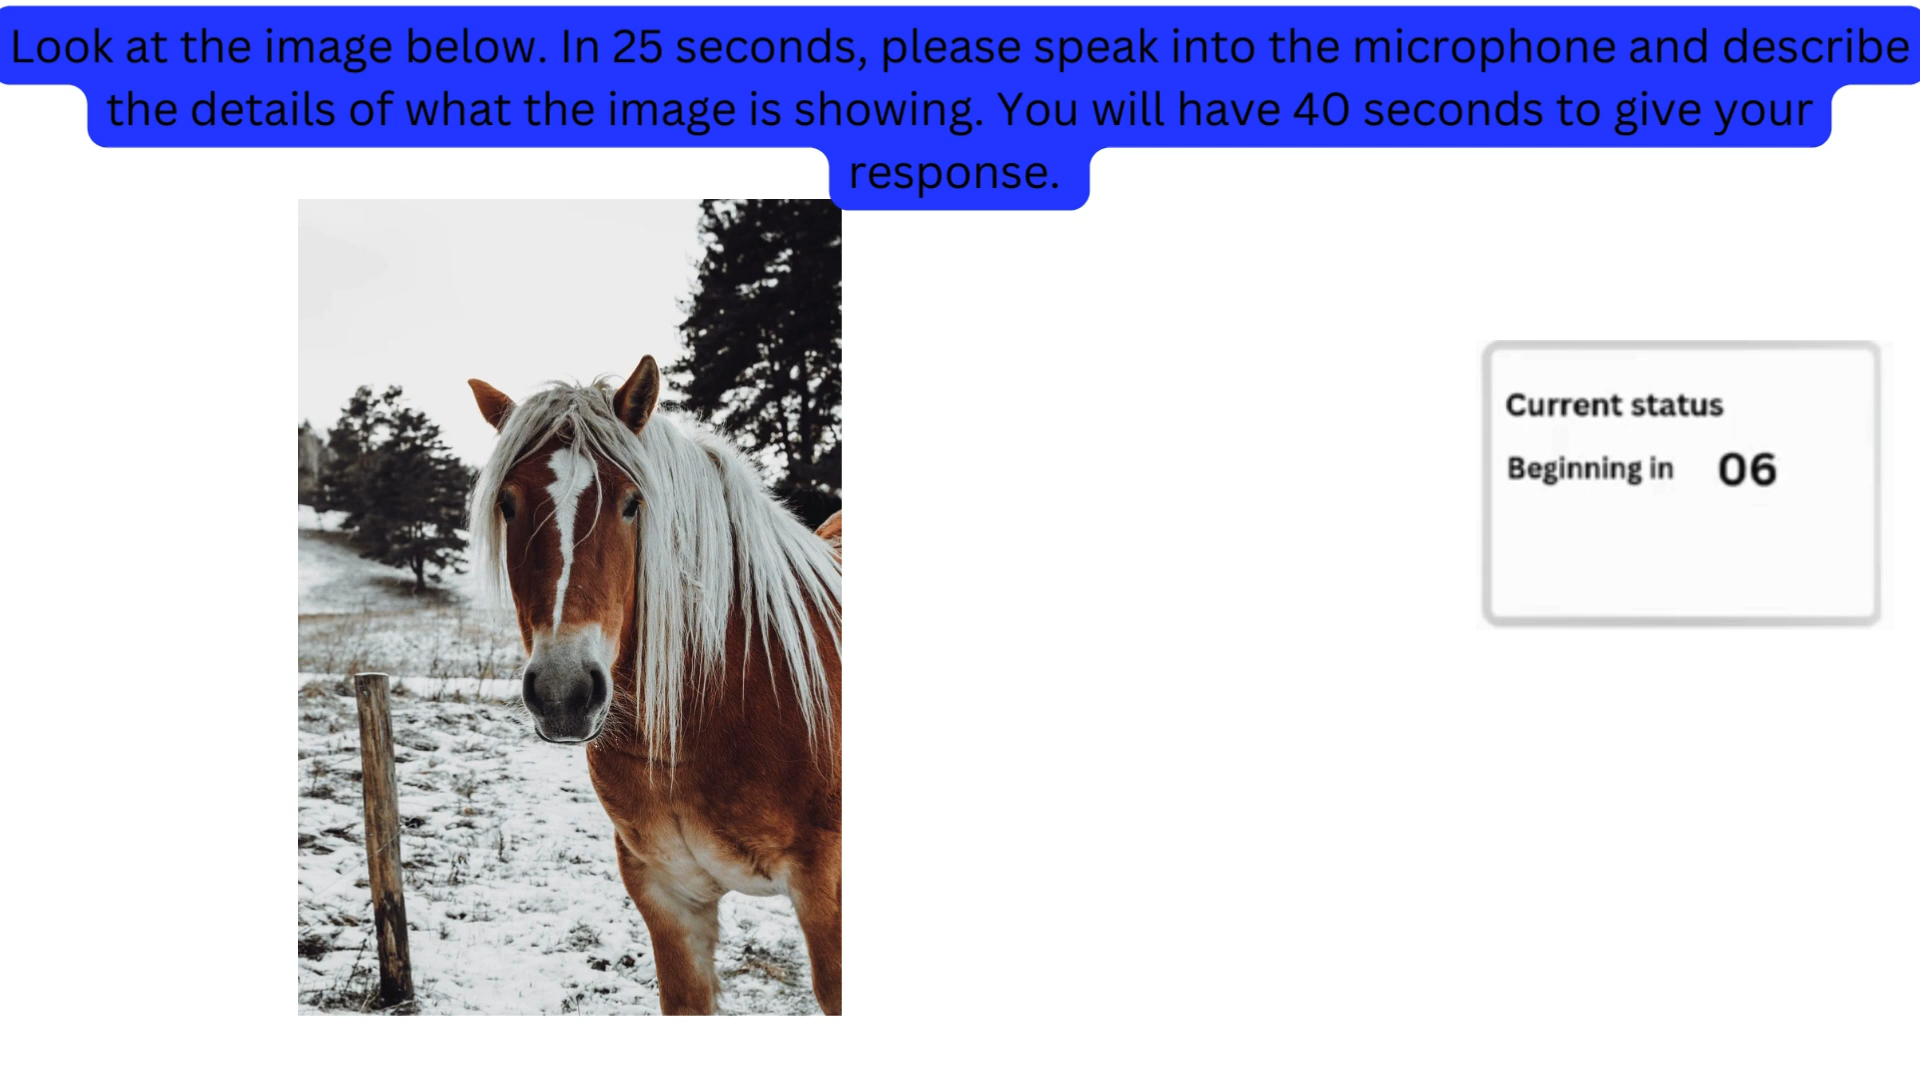 Look at the image below. In 25 seconds, please speak into the microphone and describe
the details of what the image is showing. You will have 40 seconds to give your
response.
Current status
Beginning in 06